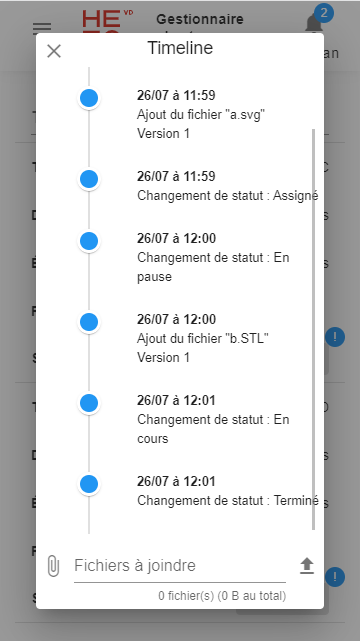 HE VD
Gestionnaire
2
Timeline
26/07 à 11:59
Ajout du fichier "a.svg"
Version 1
26/07 à 11:59
Changement de statut : Assigné
26/07 à 12:00
Changement de statut : En
pause
26/07 à 12:00
Ajout du fichier "b.STL"
Version 1
26/07 à 12:01
Changement de statut : En
cours
26/07 à 12:01
Changement de statut : Terminé
Fichiers à joindre
0 fichier(s) (0 B au total)